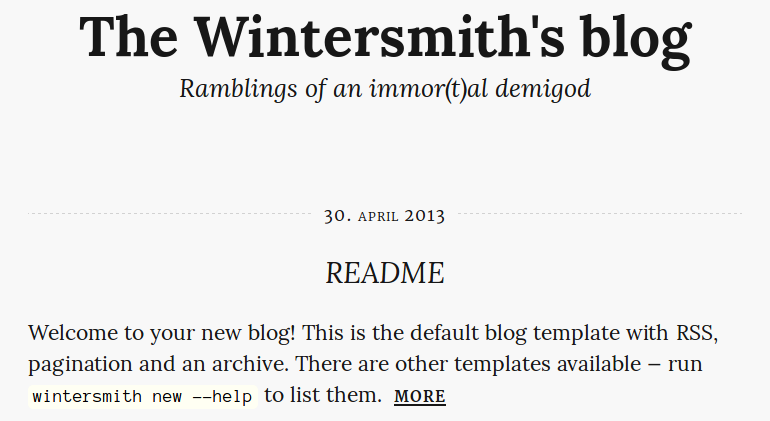 The Wintersmith's blog
Ramblings of an immor(t)al demigod
30. APRIL 2013
README
Welcome to your new blog! This is the default blog template with RSS,
pagination and an archive. There are other templates available – run
wintersmith new --help to list them. MORE